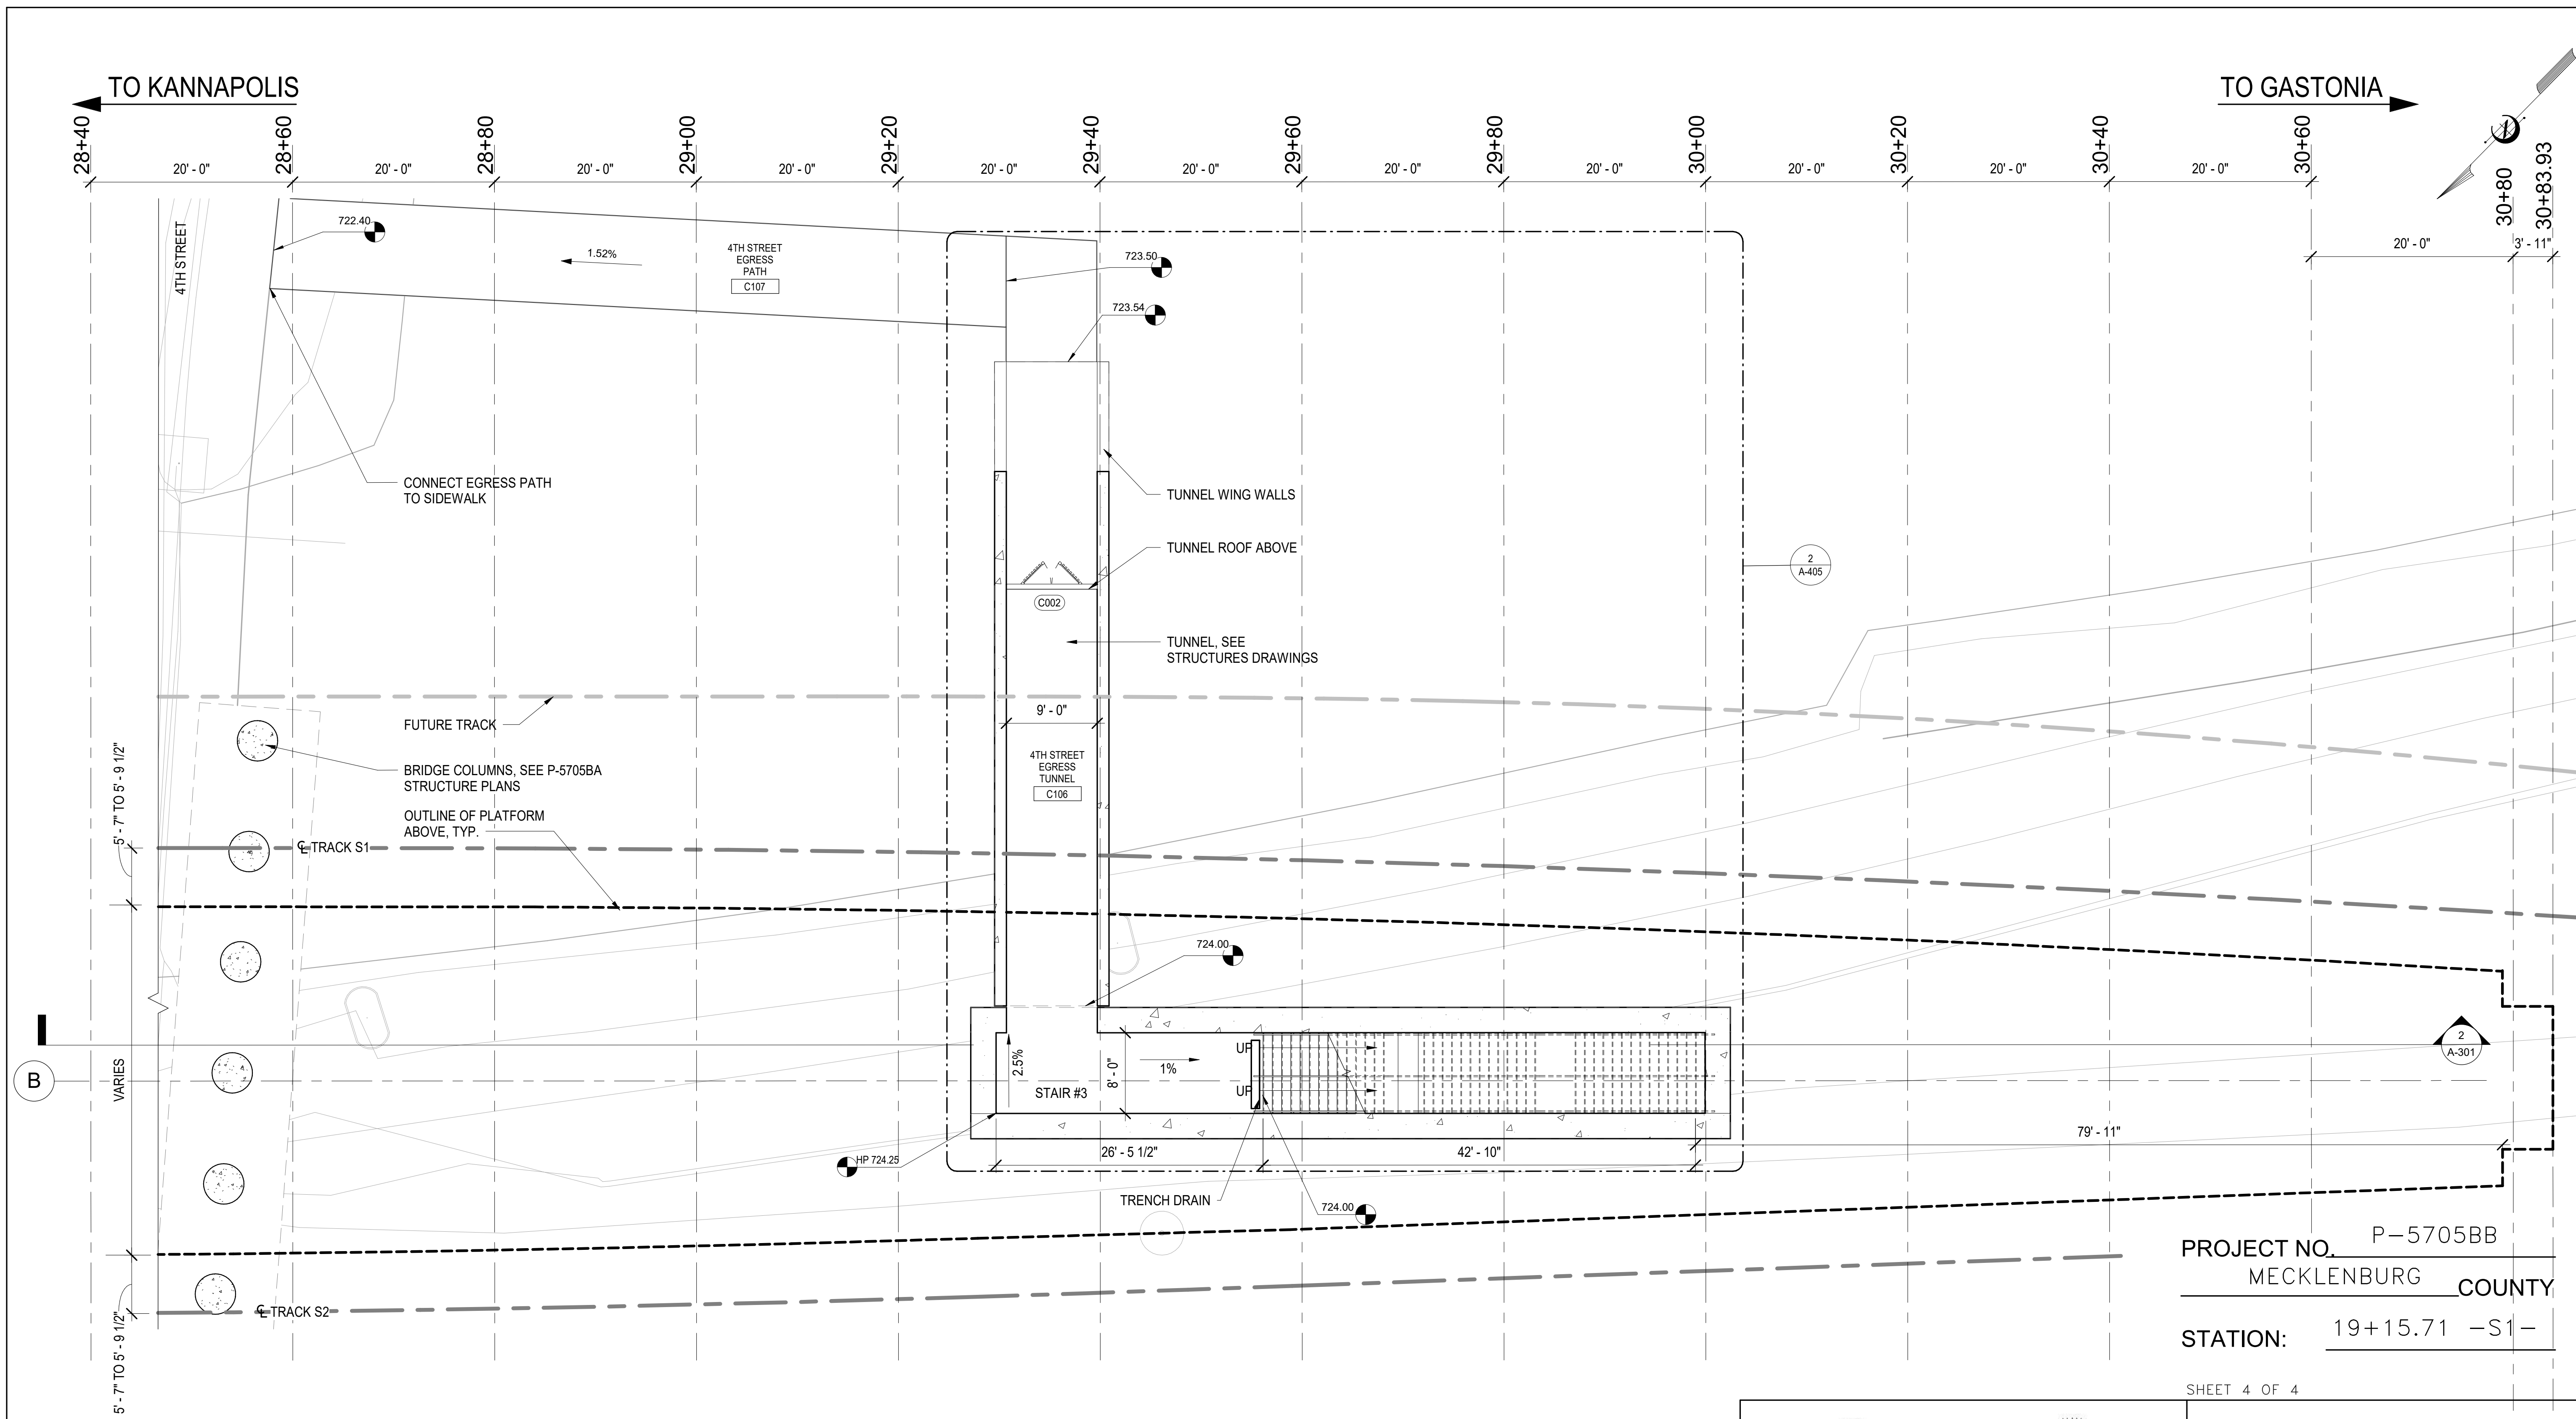 TO KANNAPOLIS
TO GASTONIA
28+40
28+60
28+80
29+00
29+20
29+40
29+60
29+80
30+00
30+20
30+40
30+60
30+80
30+83.93
20' - 0"
20' - 0"
20' - 0"
20' - 0"
20' - 0"
20' - 0"
20' - 0"
20' - 0"
20' - 0"
20' - 0"
20' - 0"
20' - 0"
3' - 11"
4TH STREET
722.40
1.52%
4TH STREET
EGRESS
PATH
C107
723.50
723.54
CONNECT EGRESS PATH
TO SIDEWALK
TUNNEL WING WALLS
TUNNEL ROOF ABOVE
2
A-405
C002
TUNNEL, SEE
STRUCTURES DRAWINGS
FUTURE TRACK
9' - 0"
BRIDGE COLUMNS, SEE P-5705BA
STRUCTURE PLANS
4TH STREET
EGRESS
TUNNEL
C106
OUTLINE OF PLATFORM
ABOVE, TYP.
5' - 7" TO 5' - 9 1/2"
℄ TRACK S1
724.00
VARIES
B
2.5%
8' - 0"
1%
UP
UP
STAIR #3
2
A-301
HP 724.25
26' - 5 1/2"
42' - 10"
79' - 11"
TRENCH DRAIN
724.00
℄ TRACK S2
5' - 7" TO 5' - 9 1/2"
PROJECT NO. P-5705BB
MECKLENBURG COUNTY
STATION: 19+15.71 -S1-
SHEET 4 OF 4